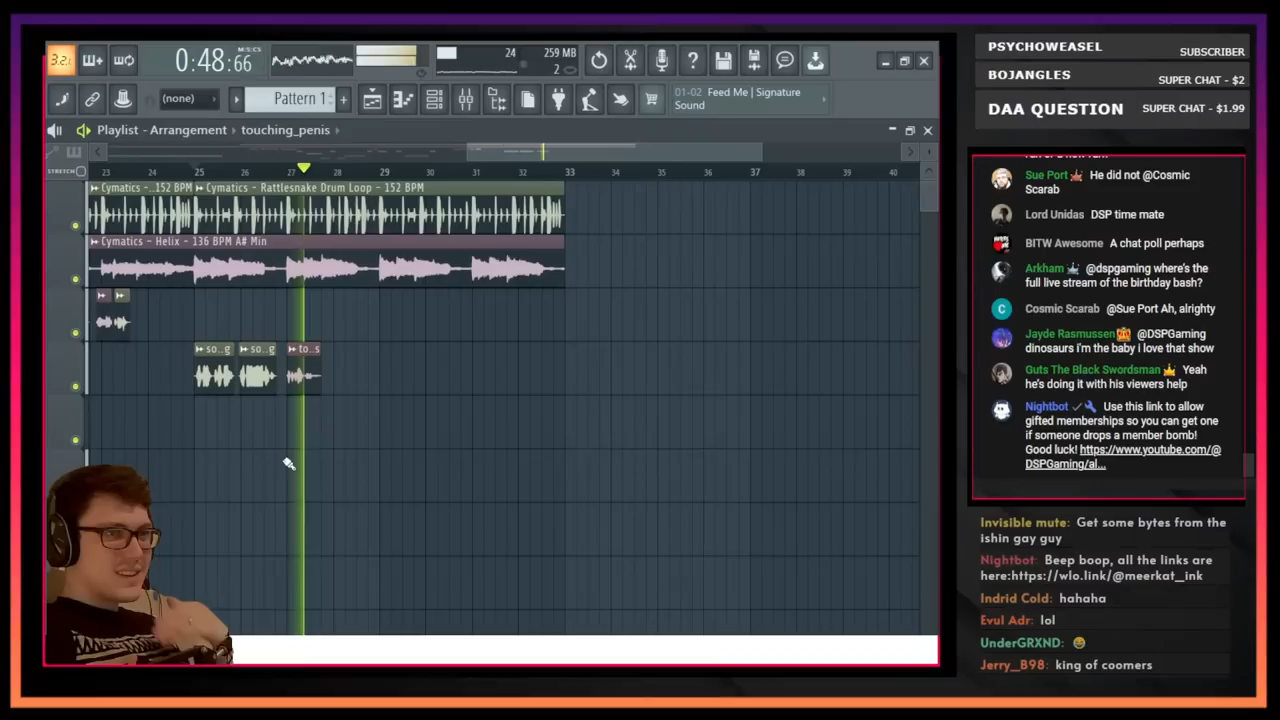 3.2
0:48:66
M:S:CS
24
259 MB
2
(none)
Pattern 1
01-02 Feed Me | Signature
Sound
Playlist - Arrangement
touching_penis
STRETCH
23 24 25 26 27 28 29 30 31 32 33 34 35 36 37 38 39 40
Cymatics - ..152 BPM
Cymatics - Rattlesnake Drum Loop - 152 BPM
Cymatics - Helix - 136 BPM A# Min
so..g
so..g
to..s
PSYCHOWEASEL
SUBSCRIBER
BOJANGLES
SUPER CHAT - $2
DAA QUESTION
SUPER CHAT - $1.99
Sue Port He did not @Cosmic
Scarab
Lord Unidas DSP time mate
BITW Awesome A chat poll perhaps
Arkham @dspgaming where's the
full live stream of the birthday bash?
C
Cosmic Scarab @Sue Port Ah, alrighty
Jayde Rasmussen @DSPGaming
dinosaurs i'm the baby i love that show
Guts The Black Swordsman Yeah
he's doing it with his viewers help
Nightbot Use this link to allow
gifted memberships so you can get one
if someone drops a member bomb!
Good luck! https://www.youtube.com/@
DSPGaming/al...
Invisible mute: Get some bytes from the
ishin gay guy
Nightbot: Beep boop, all the links are
here:https://wlo.link/@meerkat_ink
Indrid Cold: hahaha
Evul Adr: lol
UnderGRXND:
Jerry_B98: king of coomers